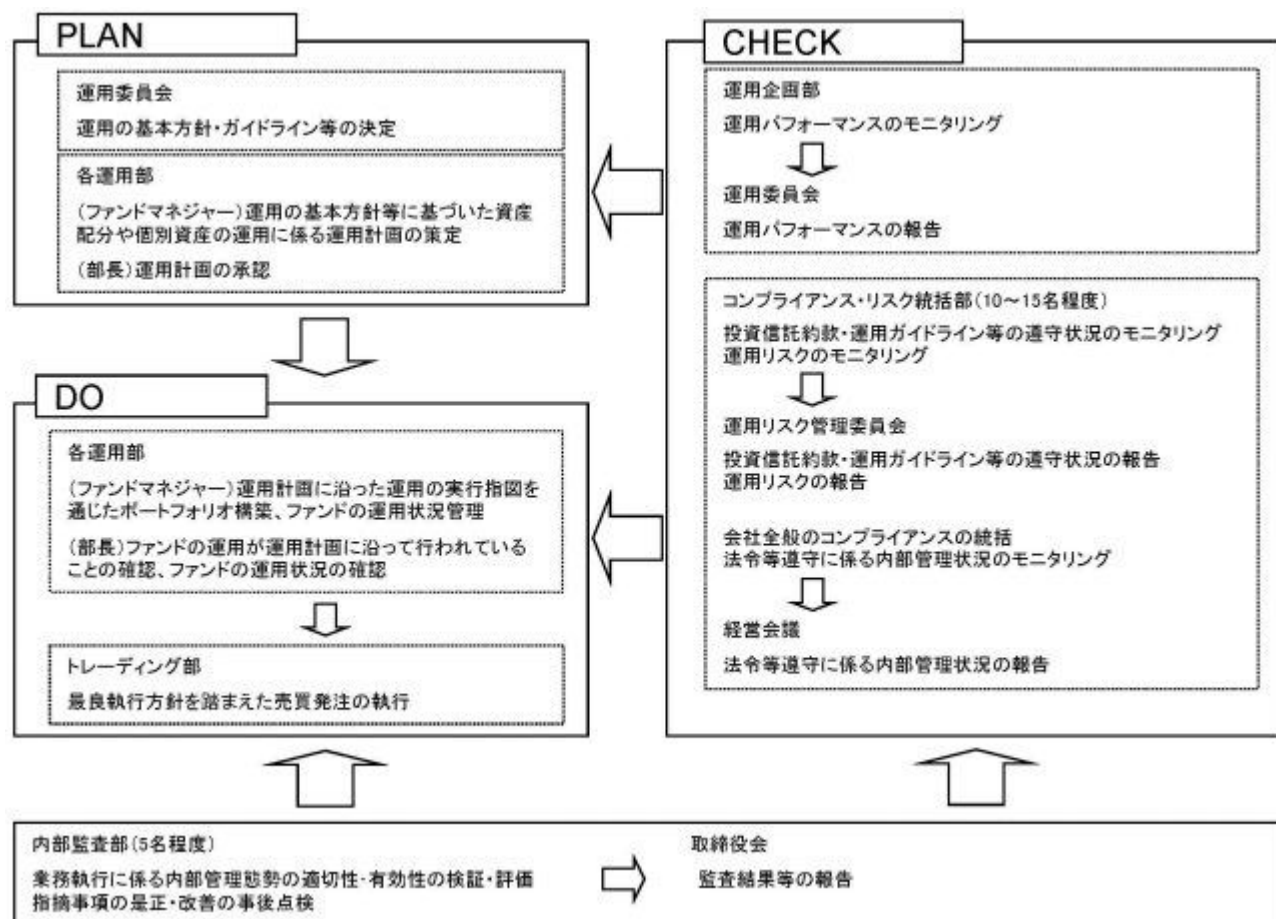 PLAN
運用委員会
運用の基本方針・ガイドライン等の決定
各運用部
(ファンドマネジャー)運用の基本方針等に基づいた資産
配分や個別資産の運用に係る運用計画の策定
(部長)運用計画の承認
DO
各運用部
(ファンドマネジャー)運用計画に沿った運用の実行指図を
通じたポートフォリオ構築、ファンドの運用状況管理
(部長)ファンドの運用が運用計画に沿って行われている
ことの確認、ファンドの運用状況の確認
トレーディング部
最良執行方針を踏まえた売買発注の執行
CHECK
運用企画部
運用パフォーマンスのモニタリング
運用委員会
運用パフォーマンスの報告
コンプライアンス・リスク統括部(10~15名程度)
投資信託約款・運用ガイドライン等の遵守状況のモニタリング
運用リスクのモニタリング
運用リスク管理委員会
投資信託約款・運用ガイドライン等の遵守状況の報告
運用リスクの報告
会社全般のコンプライアンスの統括
法令等遵守に係る内部管理状況のモニタリング
経営会議
法令等遵守に係る内部管理状況の報告
内部監査部(5名程度)
業務執行に係る内部管理態勢の適切性・有効性の検証・評価
指摘事項の是正・改善の事後点検
取締役会
監査結果等の報告